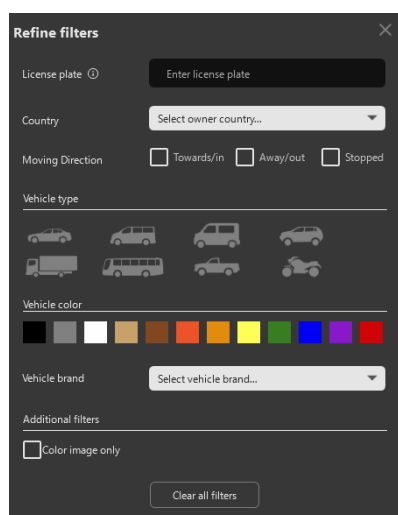 Refine filters
License plate
Enter license plate
Country
Select owner country...
Moving Direction
Towards/in
Away/out
Stopped
Vehicle type
Vehicle color
Vehicle brand
Select vehicle brand...
Additional filters
Color image only
Clear all filters